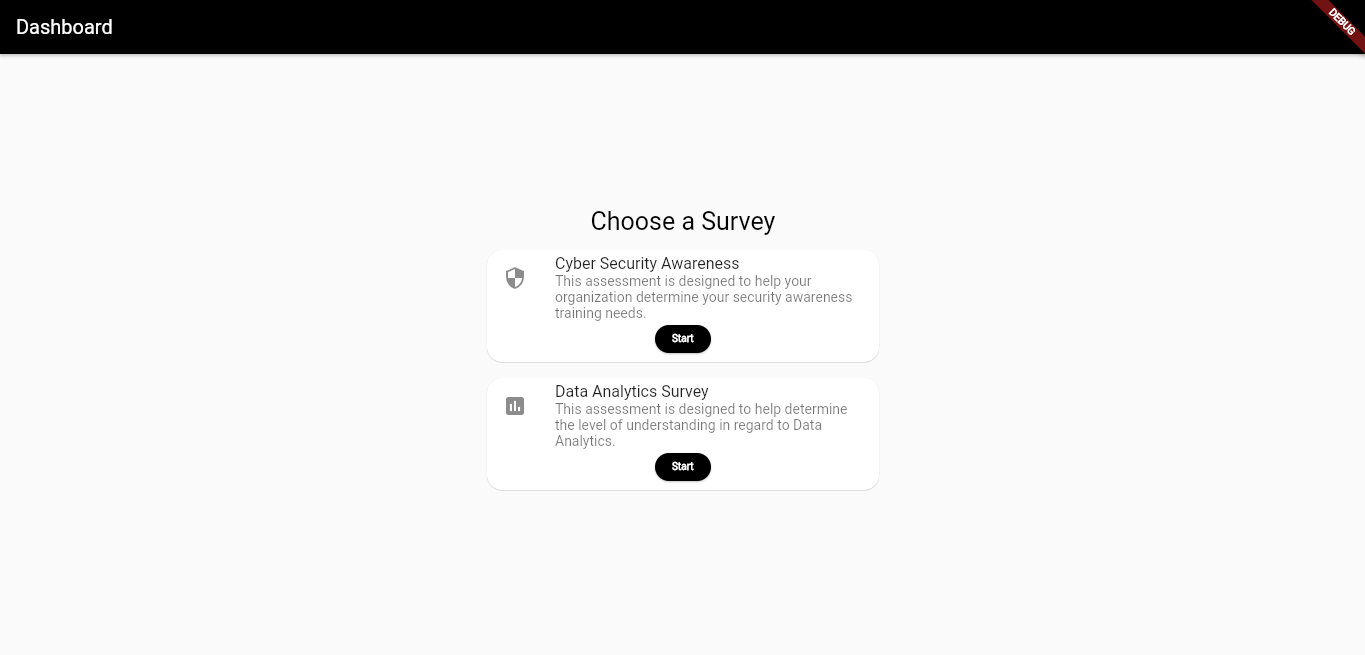 Dashboard
DEBUG
Choose a Survey
Cyber Security Awareness
This assessment is designed to help your
organization determine your security awareness
training needs.
Start
Data Analytics Survey
This assessment is designed to help determine
the level of understanding in regard to Data
Analytics.
Start